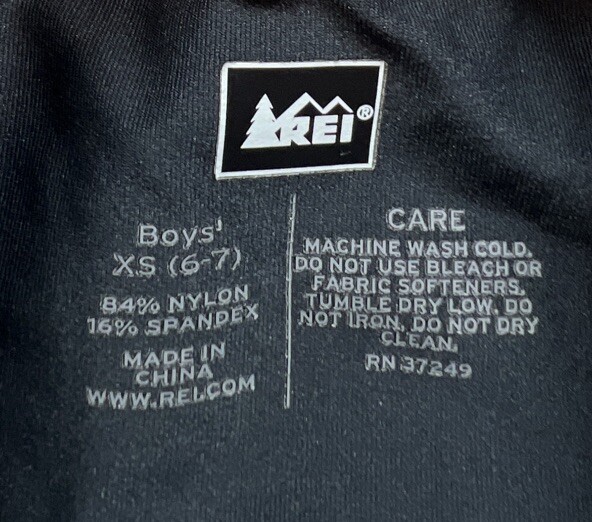 REI®
Boys'
XS (6-7)
84% NYLON
16% SPANDEX
MADE IN
CHINA
WWW.REI.COM
CARE
MACHINE WASH COLD.
DO NOT USE BLEACH OR
FABRIC SOFTENERS.
TUMBLE DRY LOW. DO
NOT IRON. DO NOT DRY
CLEAN.
RN 37249